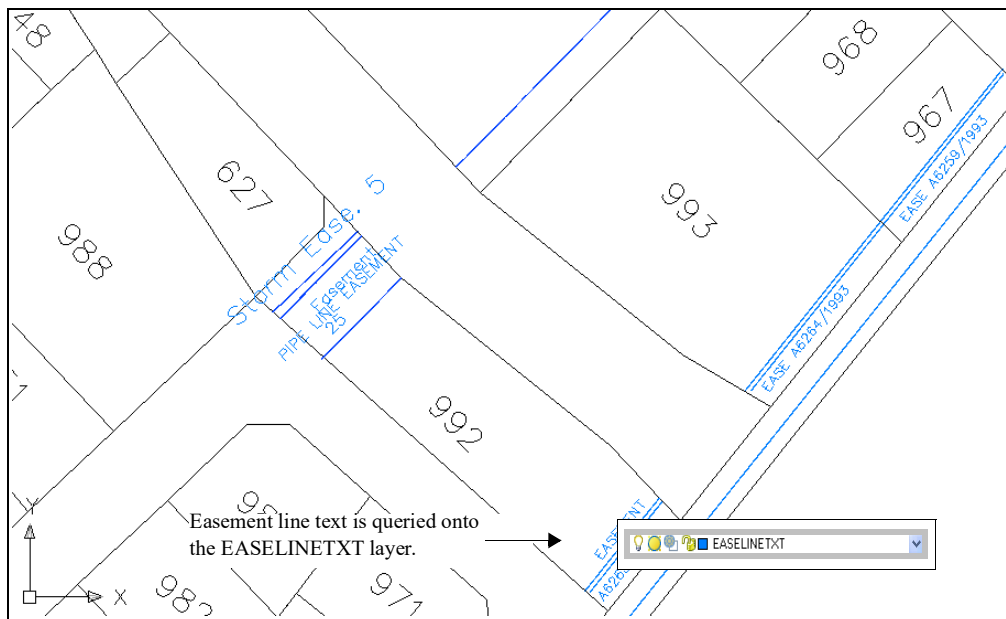 48
968
967
EASE A6259/1993
627
993
988
Storm Ease. 5
Easement
PIPE LINE EASEMENT
25
EASE A6264/1993
992
Easement line text is queried onto
the EASELINETXT layer.
EASELINETXT
971
Y
X